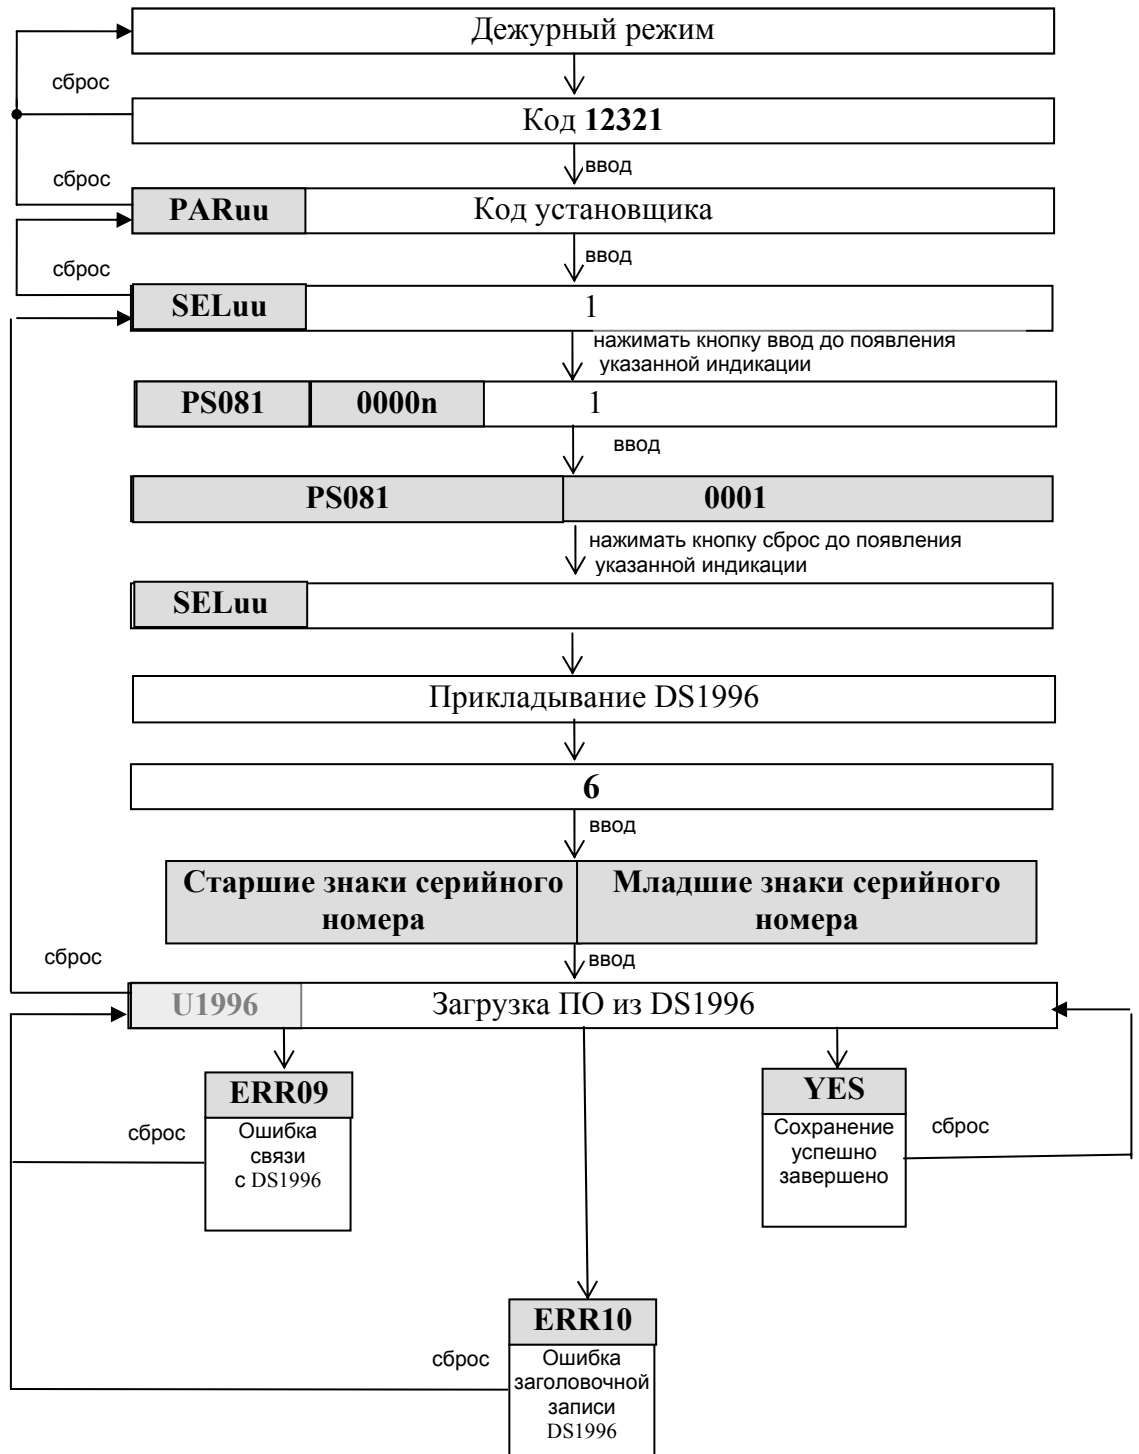 Дежурный режим
сброс
Код 12321
ввод
сброс
PARuu Код установщика
ввод
сброс
SELuu 1
нажимать кнопку ввод до появления
указанной индикации
PS081 0000n 1
ввод
PS081 0001
нажимать кнопку сброс до появления
указанной индикации
SELuu
Прикладывание DS1996
6
ввод
Старшие знаки серийного
номера
Младшие знаки серийного
номера
сброс
ввод
U1996 Загрузка ПО из DS1996
ERR09
Ошибка
связи
с DS1996
сброс
YES
Сохранение
успешно
завершено
сброс
ERR10
Ошибка
заголовочной
записи
DS1996
сброс